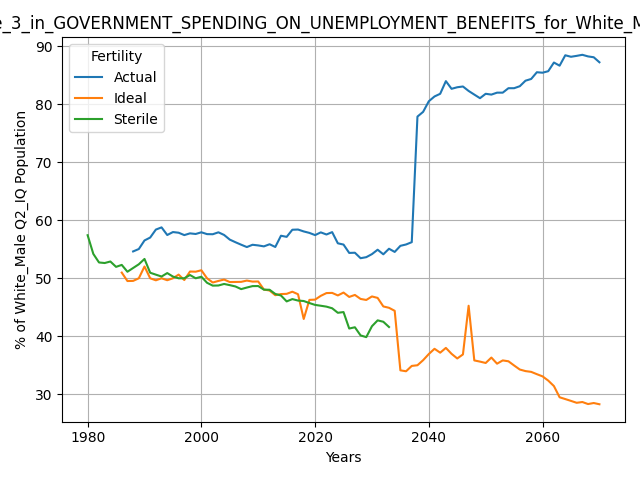 e_3_in_GOVERNMENT_SPENDING_ON_UNEMPLOYMENT_BENEFITS_for_White_M
Fertility
Actual
Ideal
Sterile
% of White_Male Q2_IQ Population
90
80
70
60
50
40
30
1980
2000
2020
2040
2060
Years